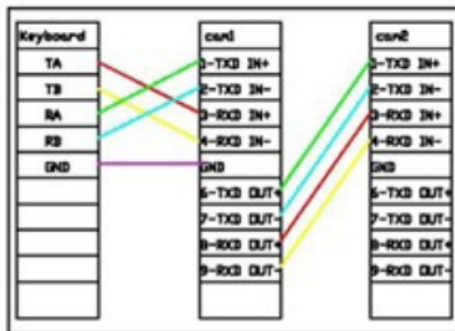 Keyboard
TA
TB
RA
RB
GND
cam1
1-TXD IN+
2-TXD IN-
3-RXD IN+
4-RXD IN-
GND
6-TXD OUT+
7-TXD OUT-
8-RXD OUT+
9-RXD OUT-
cam2
1-TXD IN+
2-TXD IN-
3-RXD IN+
4-RXD IN-
GND
6-TXD OUT+
7-TXD OUT-
8-RXD OUT+
9-RXD OUT-